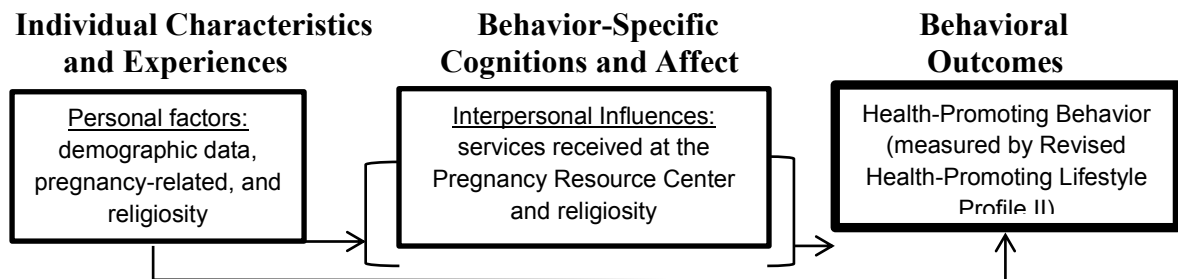 Individual Characteristics
and Experiences
Personal factors:
demographic data,
pregnancy-related, and
religiosity
Behavior-Specific
Cognitions and Affect
Interpersonal Influences:
services received at the
Pregnancy Resource Center
and religiosity
Behavioral
Outcomes
Health-Promoting Behavior
(measured by Revised
Health-Promoting Lifestyle
Profile II)